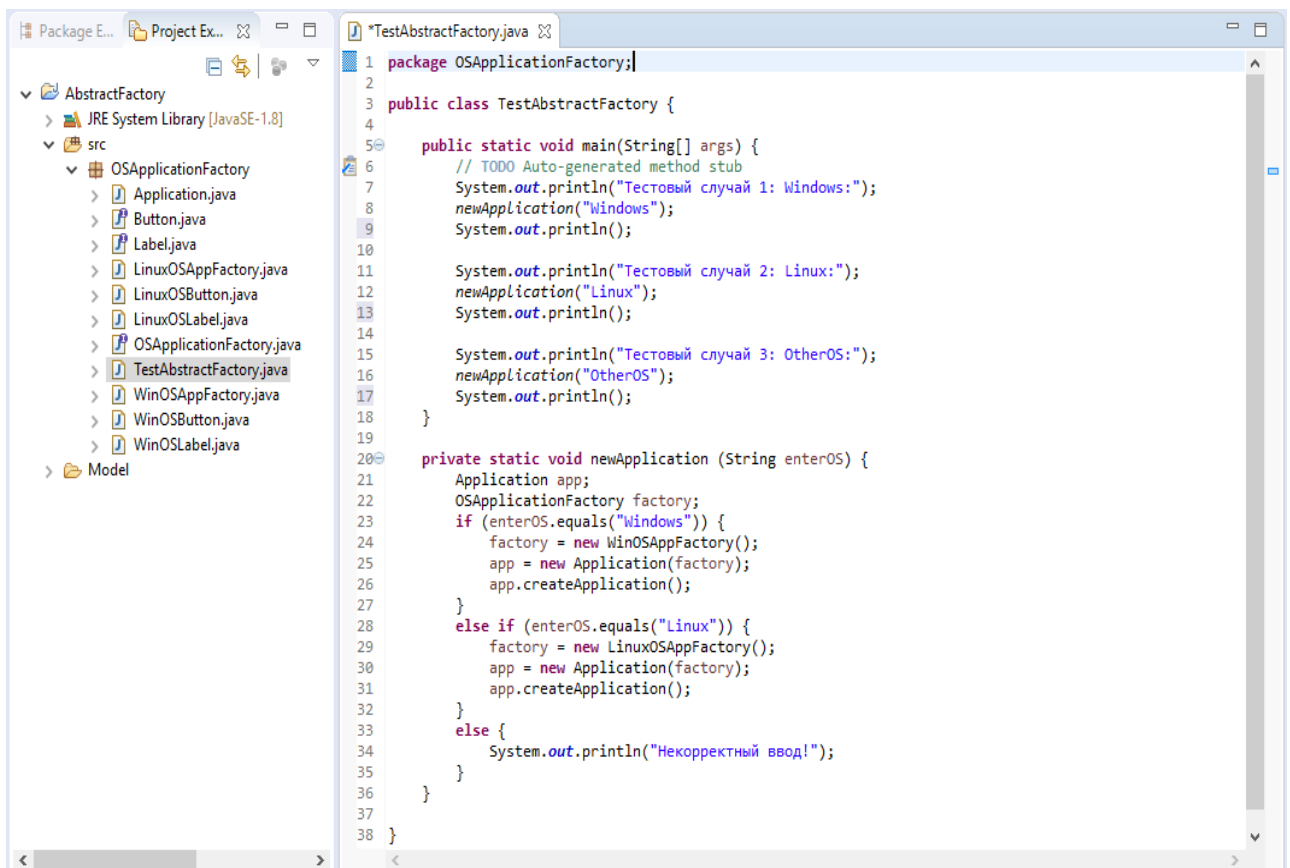 Package E...
Project Ex...
AbstractFactory
JRE System Library [JavaSE-1.8]
src
OSApplicationFactory
Application.java
Button.java
Label.java
LinuxOSAppFactory.java
LinuxOSButton.java
LinuxOSLabel.java
OSApplicationFactory.java
TestAbstractFactory.java
WinOSAppFactory.java
WinOSButton.java
WinOSLabel.java
Model
*TestAbstractFactory.java
1 package OSApplicationFactory;
2
3 public class TestAbstractFactory {
4
5 public static void main(String[] args) {
6 // TODO Auto-generated method stub
7 System.out.println("Тестовый случай 1: Windows:");
8 newApplication("Windows");
9 System.out.println();
10
11 System.out.println("Тестовый случай 2: Linux:");
12 newApplication("Linux");
13 System.out.println();
14
15 System.out.println("Тестовый случай 3: OtherOS:");
16 newApplication("OtherOS");
17 System.out.println();
18 }
19
20 private static void newApplication (String enterOS) {
21 Application app;
22 OSApplicationFactory factory;
23 if (enterOS.equals("Windows")) {
24 factory = new WinOSAppFactory();
25 app = new Application(factory);
26 app.createApplication();
27 }
28 else if (enterOS.equals("Linux")) {
29 factory = new LinuxOSAppFactory();
30 app = new Application(factory);
31 app.createApplication();
32 }
33 else {
34 System.out.println("Некорректный ввод!");
35 }
36 }
37
38 }